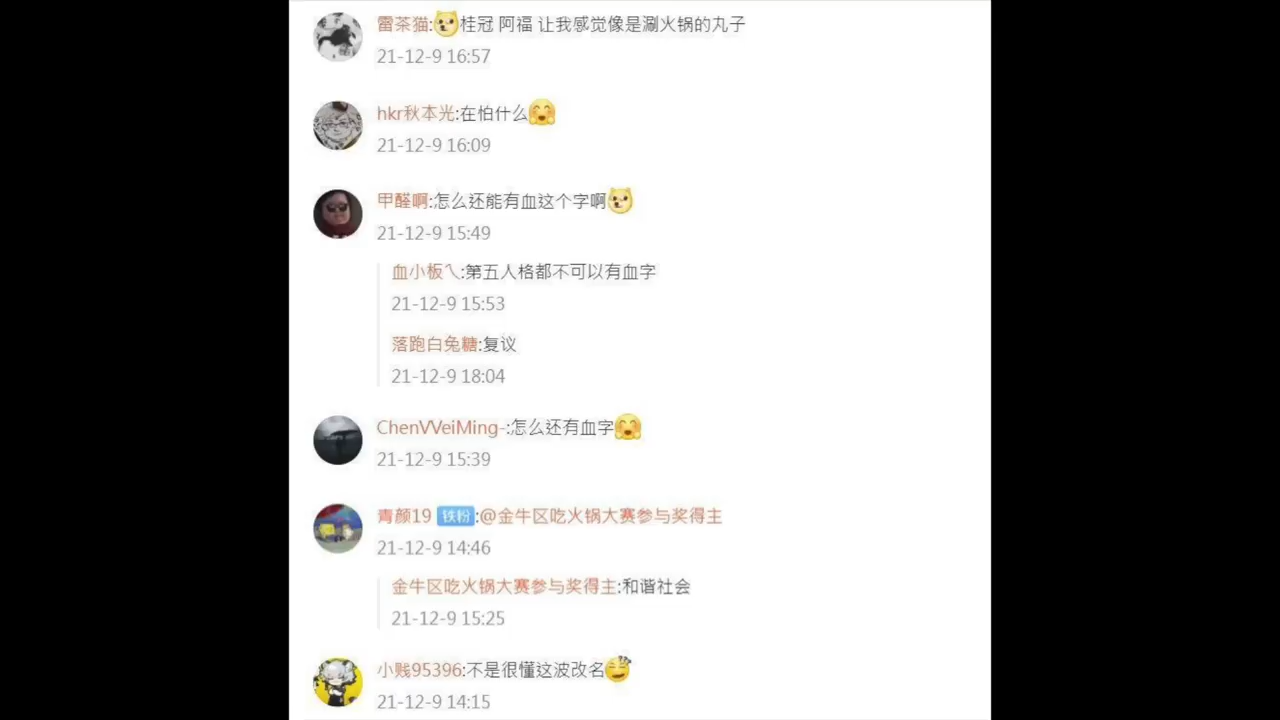 雷茶猫:桂冠 阿福 让我感觉像是涮火锅的丸子
21-12-9 16:57
hkr秋本光:在怕什么
21-12-9 16:09
甲醛啊:怎么还能有血这个字啊
21-12-9 15:49
血小板乀:第五人格都不可以有血字
21-12-9 15:53
落跑白兔糖:复议
21-12-9 18:04
ChenVVeiMing-:怎么还有血字
21-12-9 15:39
青颜19 铁粉:@金牛区吃火锅大赛参与奖得主
21-12-9 14:46
金牛区吃火锅大赛参与奖得主:和谐社会
21-12-9 15:25
小贱95396:不是很懂这波改名
21-12-9 14:15